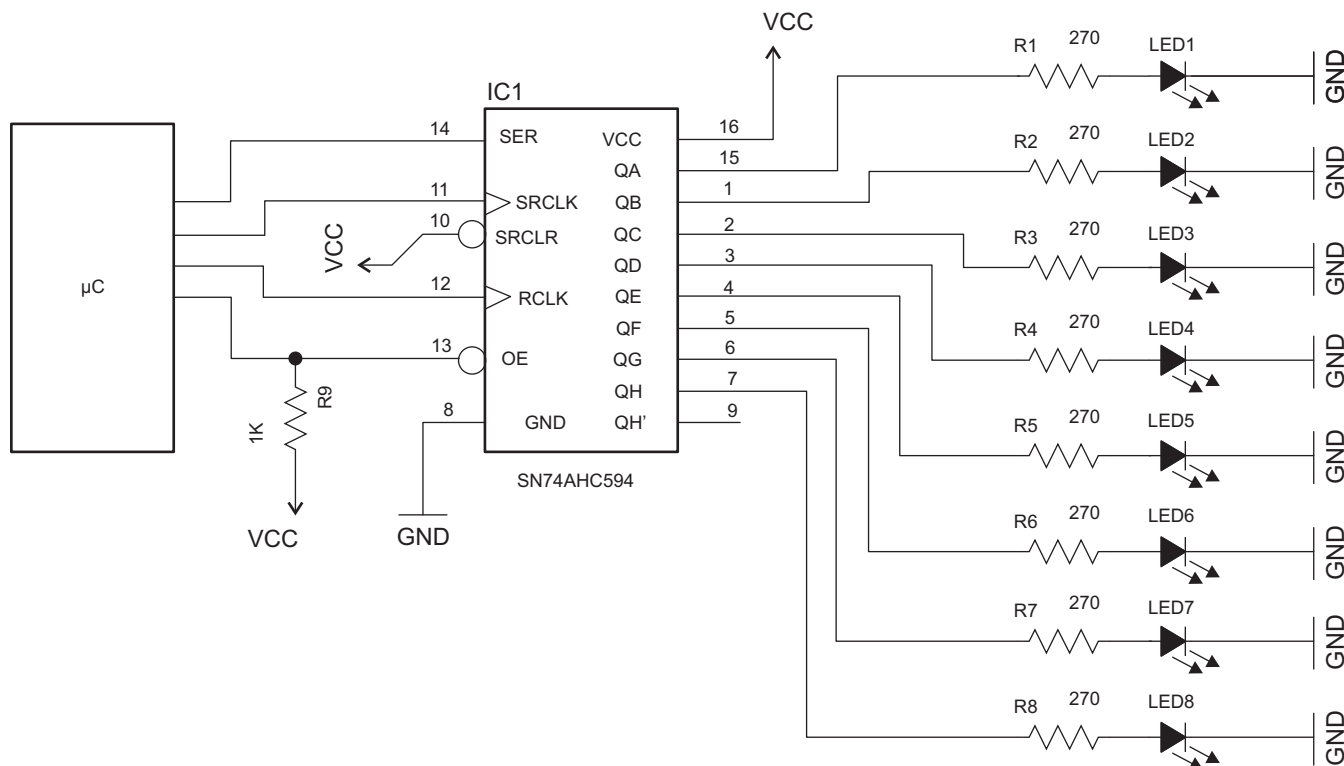 VCC
R1 270 LED1 GND
IC1
14 SER VCC 16
QA 15
R2 270 LED2 GND
11 SRCLK QB 1
10 SRCLR QC 2
VCC
R3 270 LED3 GND
QD 3
µC
12 RCLK QE 4
QF 5
R4 270 LED4 GND
13 OE QG 6
QH 7
R9
1K
8 GND QH' 9
R5 270 LED5 GND
SN74AHC594
VCC
GND
R6 270 LED6 GND
R7 270 LED7 GND
R8 270 LED8 GND